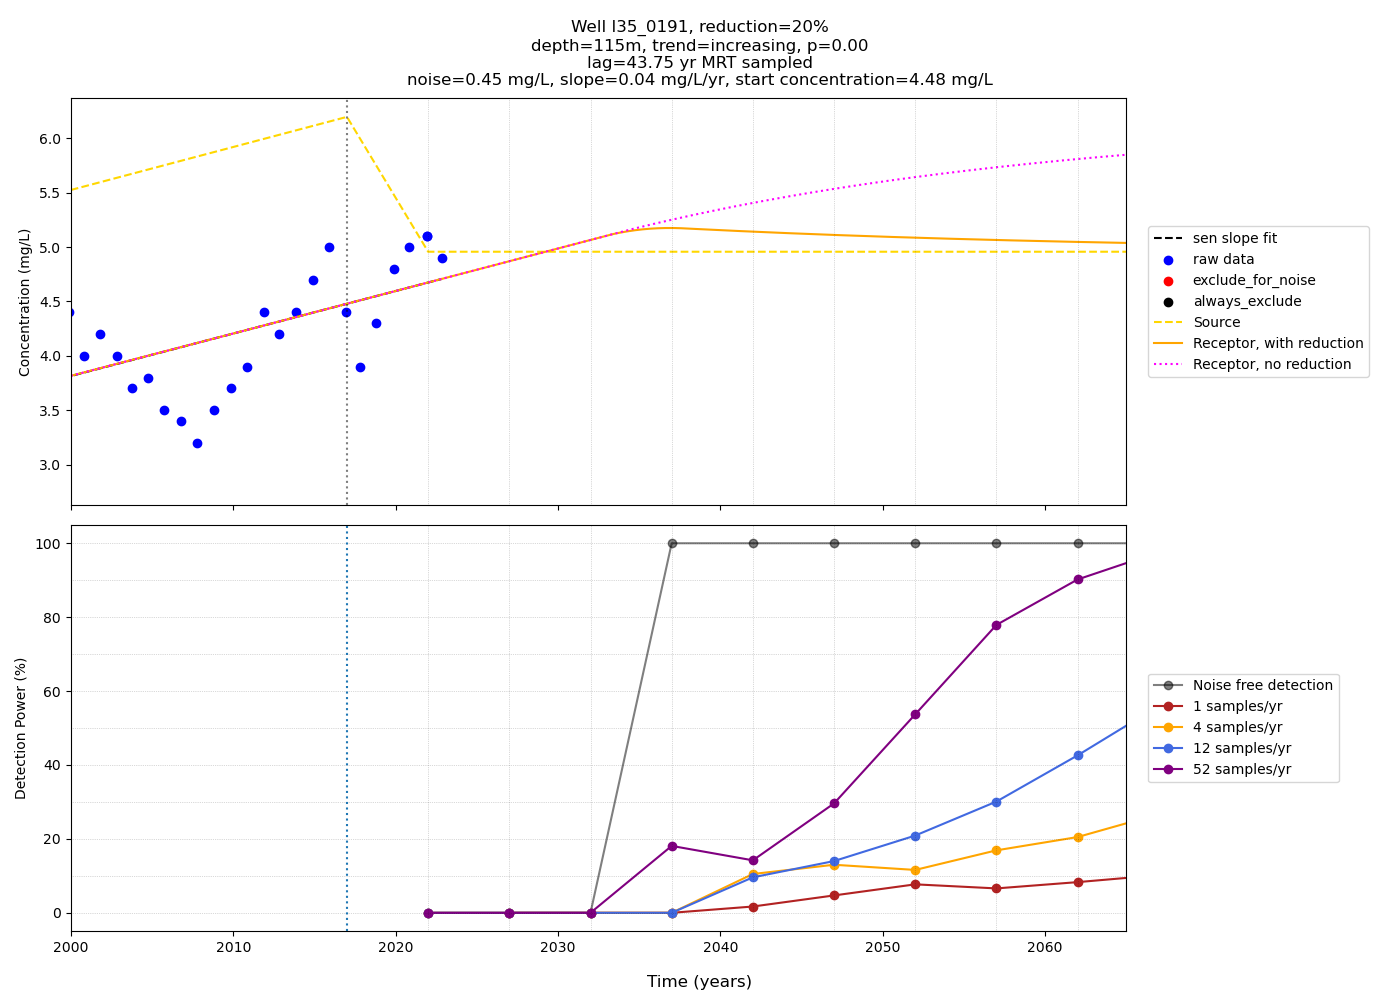 Well l35_0191, reduction=20%
depth=115m, trend=increasing, p=0.00
lag=43.75 yr MRT sampled
noise=0.45 mg/L, slope=0.04 mg/L/yr, start concentration=4.48 mg/L
Concentration (mg/L)
6.0
5.5
5.0
4.5
4.0
3.5
3.0
sen slope fit
raw data
exclude_for_noise
always_exclude
Source
Receptor, with reduction
Receptor, no reduction
Detection Power (%)
100
80
60
40
20
0
Noise free detection
1 samples/yr
4 samples/yr
12 samples/yr
52 samples/yr
2000 2010 2020 2030 2040 2050 2060
Time (years)